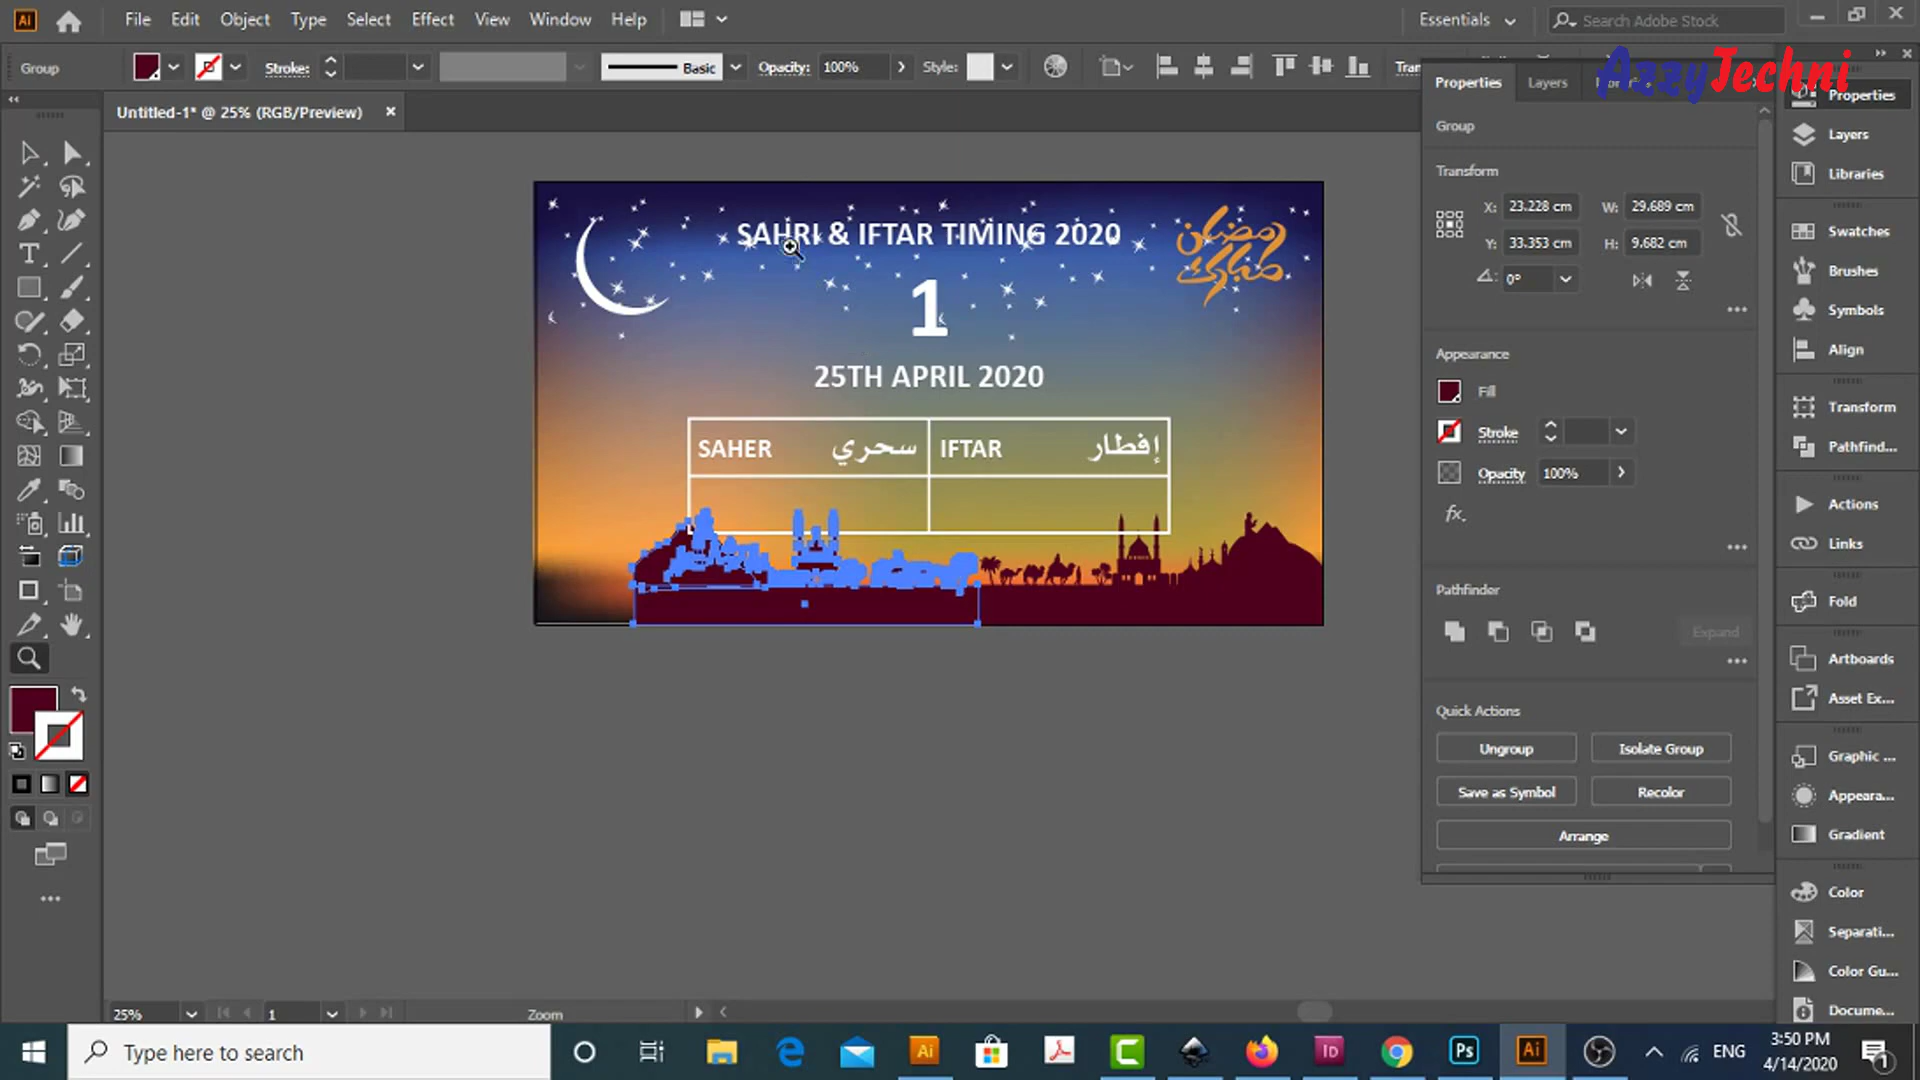 File Edit Object Type Select Effect View Window Help
Essentials
Search Adobe Stock
Group
Stroke:
Basic
Opacity: 100%
Style:
AzzyTechni
Untitled-1* @ 25% (RGB/Preview)
SAHRI & IFTAR TIMING 2020
رمضان
مبارك
1
25TH APRIL 2020
SAHER سحري IFTAR إفطار
Properties Layers
Group
Transform
X: 23.228 cm W: 29.689 cm
Y: 33.353 cm H: 9.682 cm
0°
Appearance
Fill
Stroke
Opacity 100%
fx.
Pathfinder
Expand
Quick Actions
Ungroup Isolate Group
Save as Symbol Recolor
Arrange
Properties
Layers
Libraries
Swatches
Brushes
Symbols
Align
Transform
Pathfin...
Actions
Links
Fold
Artboards
Asset Ex...
Graphic ...
Appeara...
Gradient
Color
Separati...
Color Gu...
Docume...
25% 1 Zoom
Type here to search
ENG
3:50 PM
4/14/2020
1